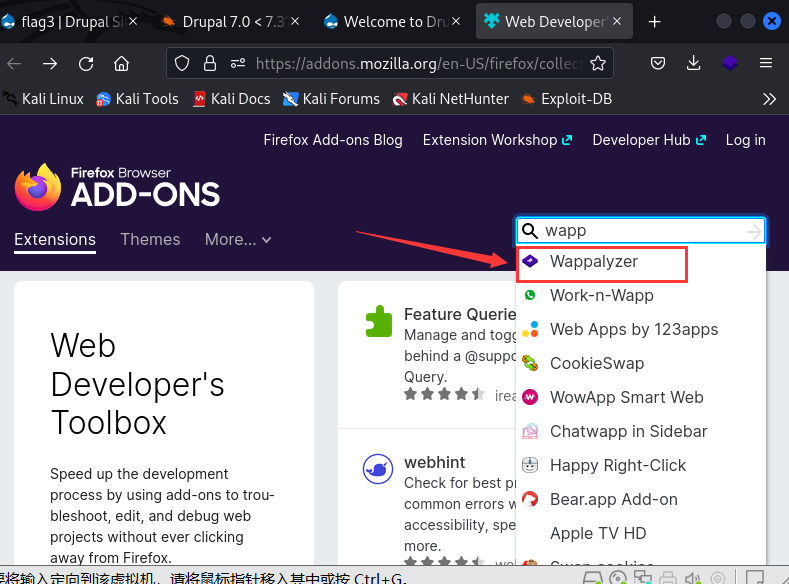 flag3 | Drupal Si
Drupal 7.0 < 7.3
Welcome to Dru
Web Developer'
https://addons.mozilla.org/en-US/firefox/collec
Kali Linux
Kali Tools
Kali Docs
Kali Forums
Kali NetHunter
Exploit-DB
Firefox Add-ons Blog
Extension Workshop
Developer Hub
Log in
Firefox Browser
ADD-ONS
Extensions
Themes
More...
wapp
Wappalyzer
Work-n-Wapp
Web Apps by 123apps
CookieSwap
WowApp Smart Web
Chatwapp in Sidebar
Happy Right-Click
Bear.app Add-on
Apple TV HD
Swap cookies
Web
Developer's
Toolbox
Speed up the development
process by using add-ons to trou-
bleshoot, edit, and debug web
projects without ever clicking
away from Firefox.
Feature Querie
Manage and togg
behind a @suppo
Query.
irea
webhint
Check for best pr
common errors w
accessibility, spe
more.
要将输入定向到该虚拟机，请将鼠标指针移入其中或按 Ctrl+G。